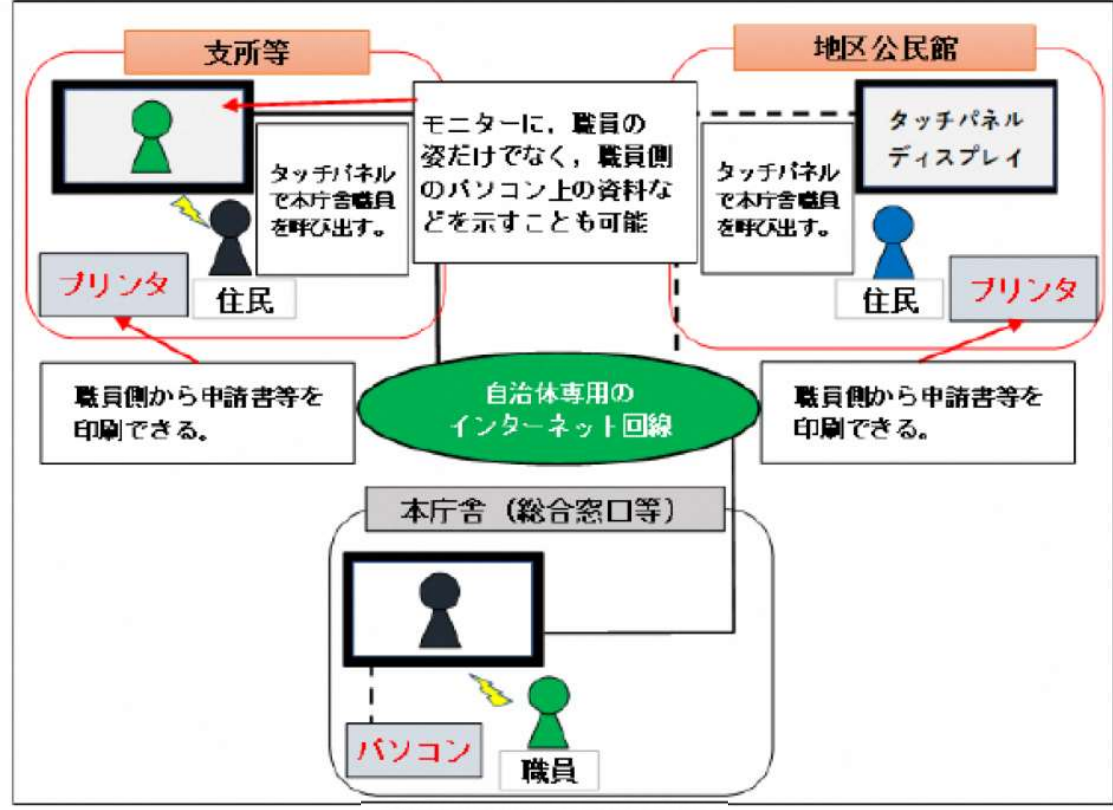 支所等
地区公民館
モニターに，職員の
姿だけでなく，職員側
のパソコン上の資料な
どを示すことも可能
タッチパネル
で本庁舎職員
を呼び出す。
タッチパネル
で本庁舎職員
を呼び出す。
タッチパネル
ディスプレイ
プリンタ
住民
住民
プリンタ
職員側から申請書等を
印刷できる。
自治体専用の
インターネット回線
職員側から申請書等を
印刷できる。
本庁舎（総合窓口等）
パソコン
職員